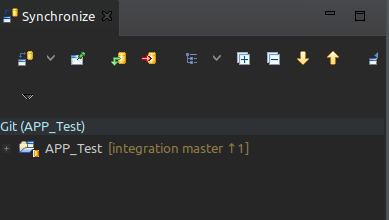 Synchronize
Git (APP_Test)
APP_Test [integration master ↑1]